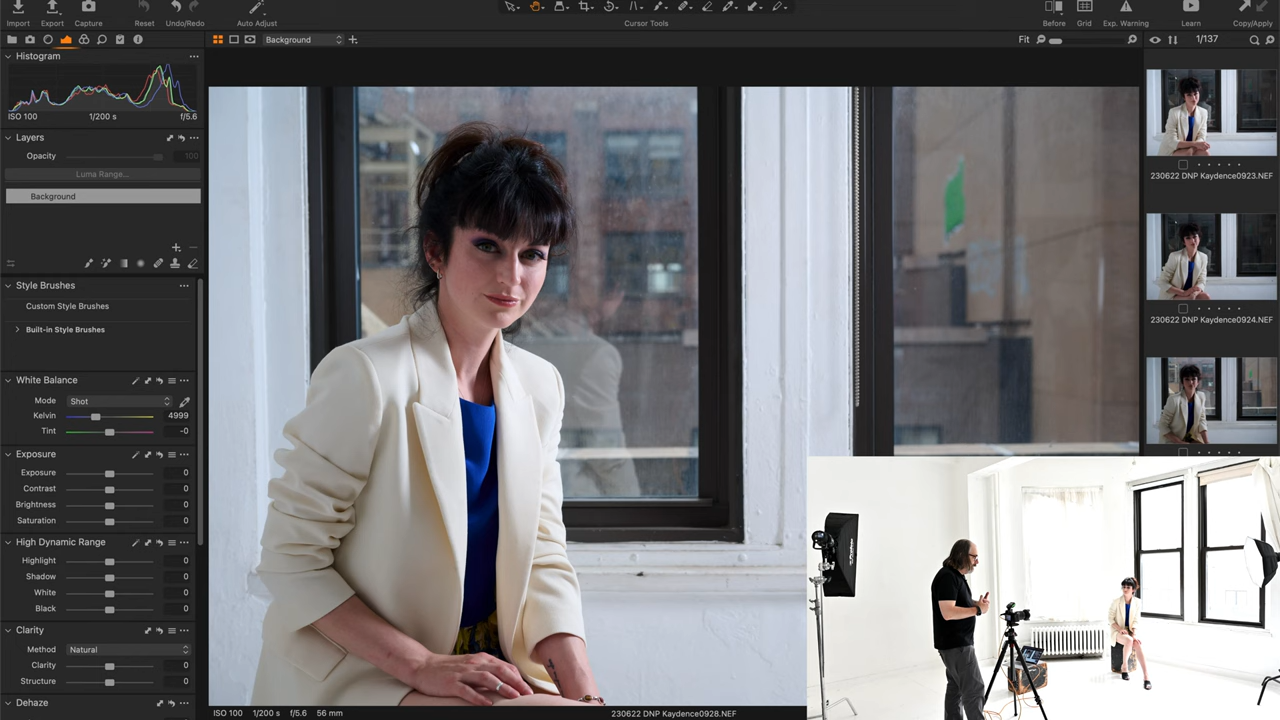 Import Export Capture Reset Undo/Redo Auto Adjust Cursor Tools Before Grid Exp. Warning Learn Copy/Apply
Background
Fit
1/137
Histogram
ISO 100 1/200 s f/5.6
Layers
Opacity 100
Luma Range...
Background
Style Brushes
Custom Style Brushes
Built-in Style Brushes
White Balance
Mode Shot
Kelvin 4999
Tint -0
Exposure
Exposure 0
Contrast 0
Brightness 0
Saturation 0
High Dynamic Range
Highlight 0
Shadow 0
White 0
Black 0
Clarity
Method Natural
Clarity 0
Structure 0
Dehaze
ISO 100 1/200 s f/5.6 56 mm
230622 DNP Kaydence0928.NEF
230622 DNP Kaydence0923.NEF
230622 DNP Kaydence0924.NEF